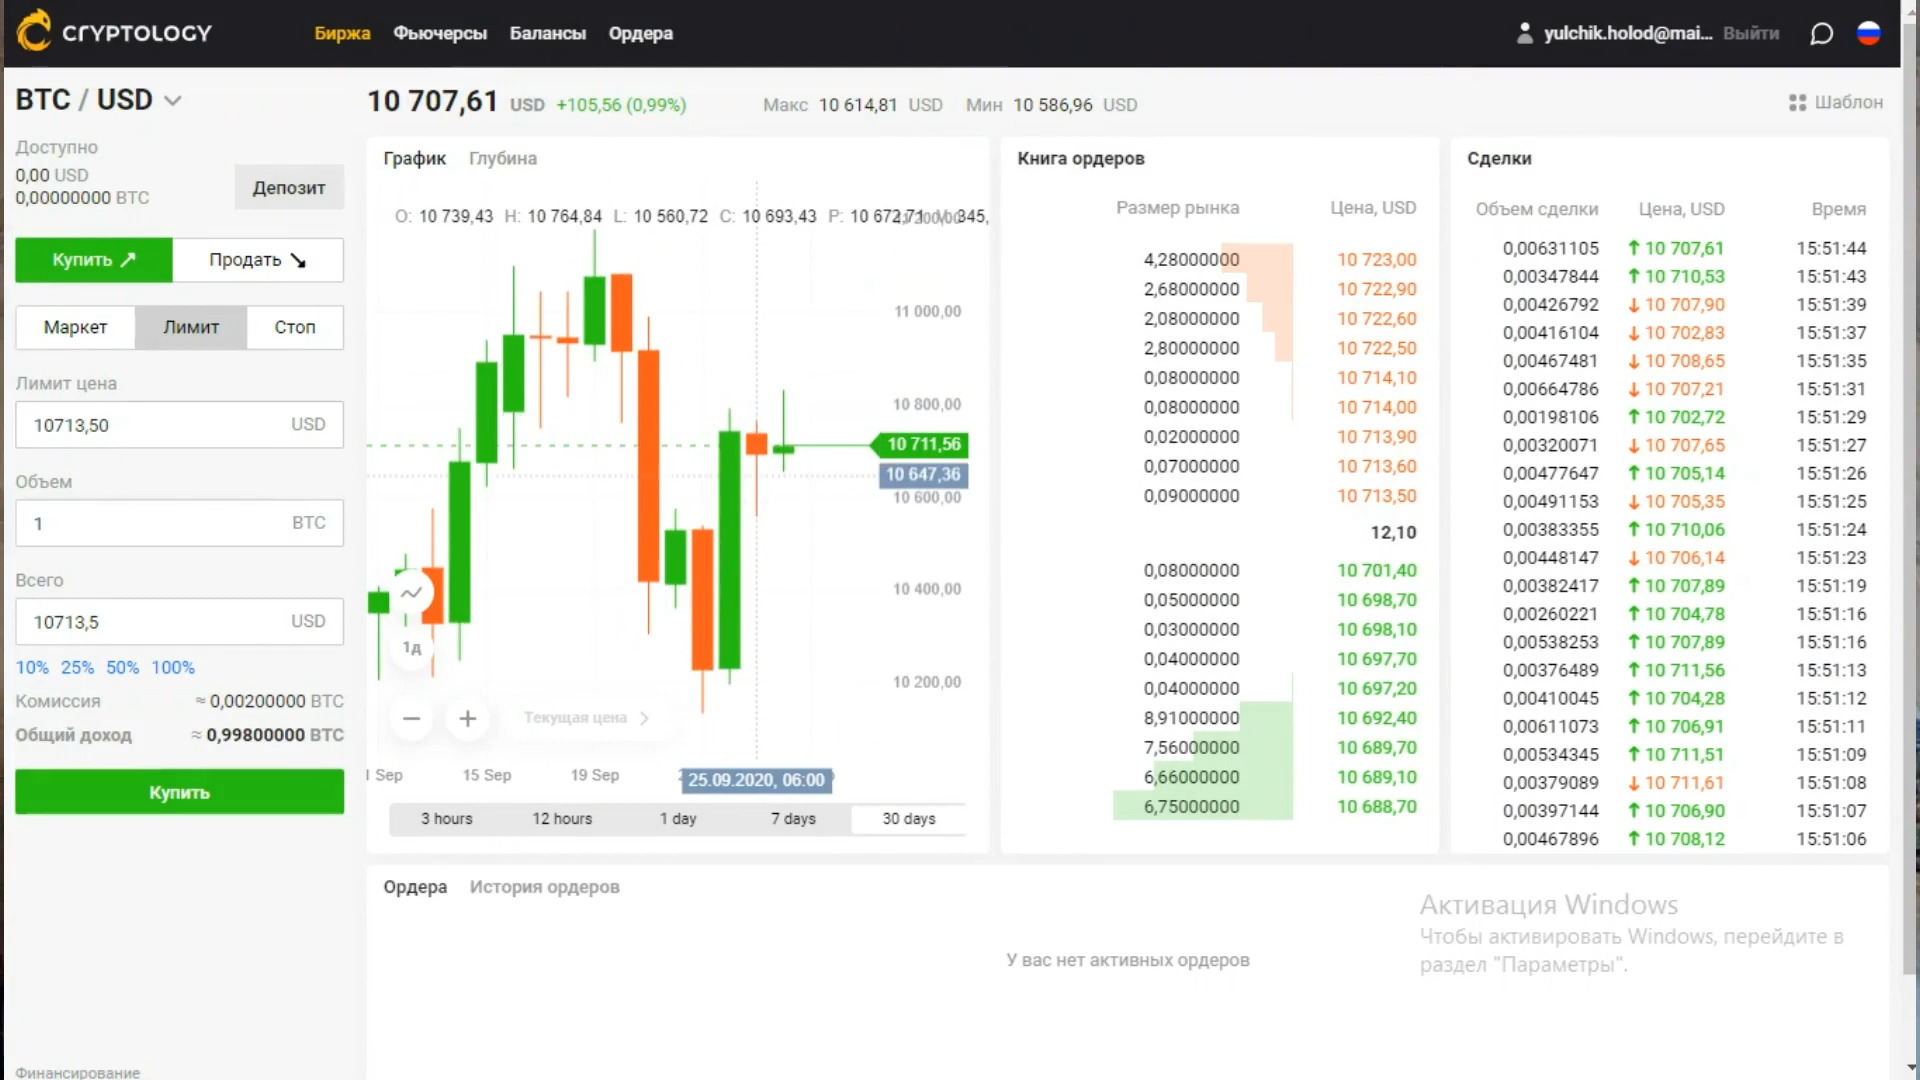 CRYPTOLOGY
Биржа Фьючерсы Балансы Ордера
yulchik.holod@mai... Выйти
BTC / USD
10 707,61 USD +105,56 (0,99%) Макс 10 614,81 USD Мин 10 586,96 USD
Шаблон
Доступно
0,00 USD
0,00000000 BTC
Депозит
Купить Продать
Маркет Лимит Стоп
Лимит цена
10713,50 USD
Объем
1 BTC
Всего
10713,5 USD
10% 25% 50% 100%
Комиссия ≈ 0,00200000 BTC
Общий доход ≈ 0,99800000 BTC
Купить
Финансирование
График Глубина
O: 10 739,43 H: 10 764,84 L: 10 560,72 C: 10 693,43 P: 10 672,71 345,
11 000,00
10 800,00
10 711,56
10 647,36
10 600,00
10 400,00
10 200,00
1д
− + Текущая цена
Sep 15 Sep 19 Sep 25.09.2020, 06:00
3 hours 12 hours 1 day 7 days 30 days
Книга ордеров
Размер рынка Цена, USD
4,28000000 10 723,00
2,68000000 10 722,90
2,08000000 10 722,60
2,80000000 10 722,50
0,08000000 10 714,10
0,08000000 10 714,00
0,02000000 10 713,90
0,07000000 10 713,60
0,09000000 10 713,50
12,10
0,08000000 10 701,40
0,05000000 10 698,70
0,03000000 10 698,10
0,04000000 10 697,70
0,04000000 10 697,20
8,91000000 10 692,40
7,56000000 10 689,70
6,66000000 10 689,10
6,75000000 10 688,70
Сделки
Объем сделки Цена, USD Время
0,00631105 ↑ 10 707,61 15:51:44
0,00347844 ↑ 10 710,53 15:51:43
0,00426792 ↓ 10 707,90 15:51:39
0,00416104 ↓ 10 702,83 15:51:37
0,00467481 ↓ 10 708,65 15:51:35
0,00664786 ↓ 10 707,21 15:51:31
0,00198106 ↑ 10 702,72 15:51:29
0,00320071 ↓ 10 707,65 15:51:27
0,00477647 ↑ 10 705,14 15:51:26
0,00491153 ↓ 10 705,35 15:51:25
0,00383355 ↑ 10 710,06 15:51:24
0,00448147 ↓ 10 706,14 15:51:23
0,00382417 ↑ 10 707,89 15:51:19
0,00260221 ↑ 10 704,78 15:51:16
0,00538253 ↑ 10 707,89 15:51:16
0,00376489 ↑ 10 711,56 15:51:13
0,00410045 ↑ 10 704,28 15:51:12
0,00611073 ↑ 10 706,91 15:51:11
0,00534345 ↑ 10 711,51 15:51:09
0,00379089 ↓ 10 711,61 15:51:08
0,00397144 ↑ 10 706,90 15:51:07
0,00467896 ↑ 10 708,12 15:51:06
Ордера История ордеров
У вас нет активных ордеров
Активация Windows
Чтобы активировать Windows, перейдите в
раздел "Параметры".